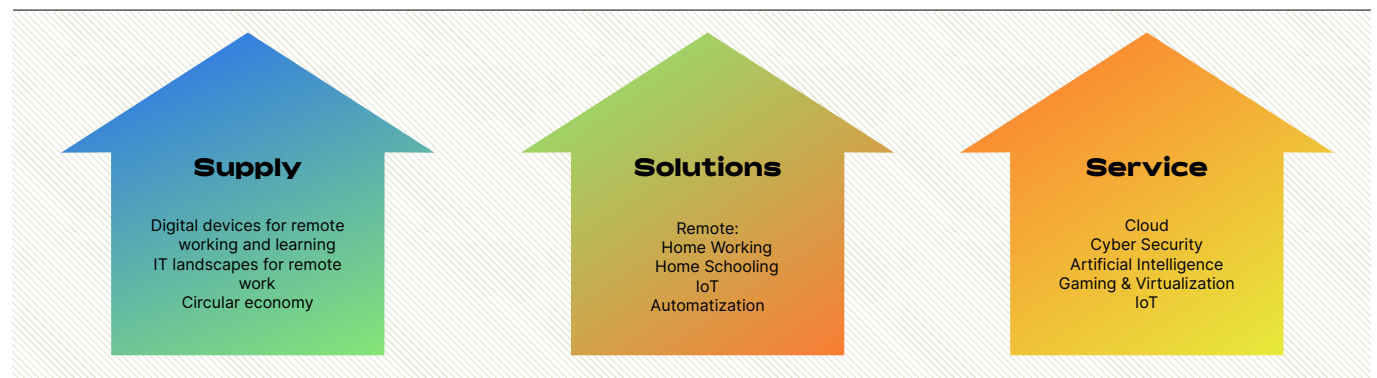 Supply
Digital devices for remote
working and learning
IT landscapes for remote
work
Circular economy
Solutions
Remote:
Home Working
Home Schooling
IoT
Automatization
Service
Cloud
Cyber Security
Artificial Intelligence
Gaming & Virtualization
IoT